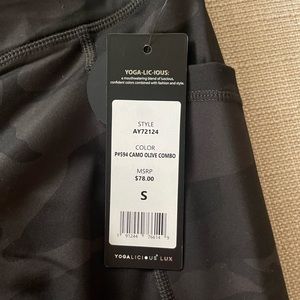 YOGA-LIC-IOUS:
a mouthwatering blend of luscious,
confident colors combined with fashion and style.
STYLE
AY72124
COLOR
P#594 CAMO OLIVE COMBO
MSRP
$78.00
S
YOGALICIOUS® LUX